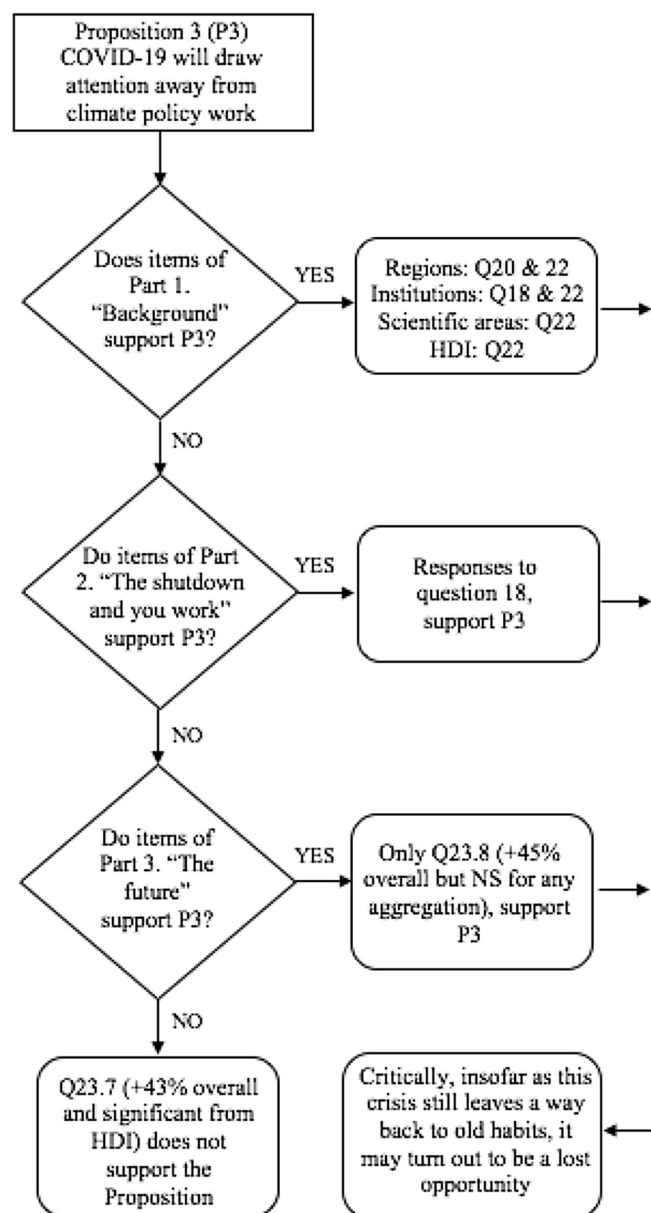 Proposition 3 (P3)
COVID-19 will draw
attention away from
climate policy work
Does items of
Part 1.
“Background”
support P3?
YES
Regions: Q20 & 22
Institutions: Q18 & 22
Scientific areas: Q22
HDI: Q22
NO
Do items of Part
2. “The shutdown
and you work”
support P3?
YES
Responses to
question 18,
support P3
NO
Do items of
Part 3. “The
future”
support P3?
YES
Only Q23.8 (+45%
overall but NS for any
aggregation), support
P3
NO
Q23.7 (+43% overall
and significant from
HDI) does not
support the
Proposition
Critically, insofar as this
crisis still leaves a way
back to old habits, it
may turn out to be a lost
opportunity